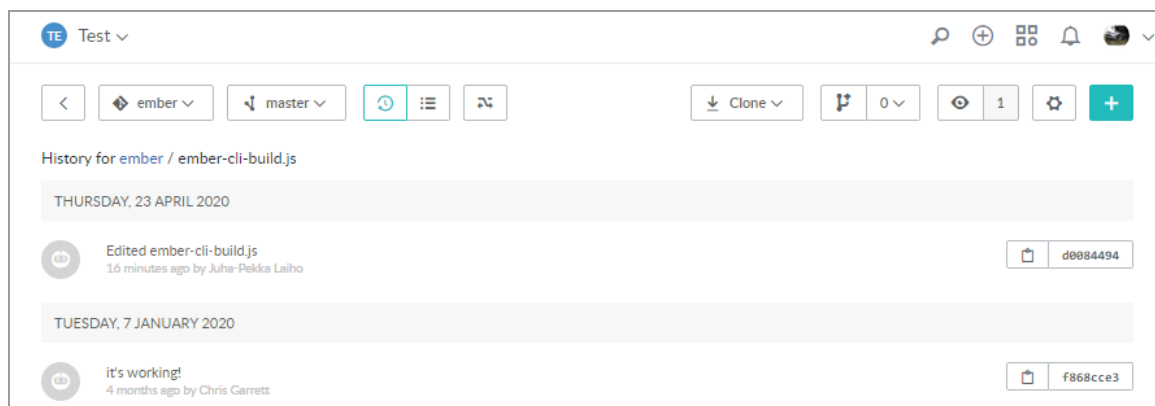 TE Test
ember master Clone 0 1
History for ember / ember-cli-build.js
THURSDAY, 23 APRIL 2020
Edited ember-cli-build.js
d0084494
16 minutes ago by Juha-Pekka Laiho
TUESDAY, 7 JANUARY 2020
it's working!
f868cce3
4 months ago by Chris Garrett